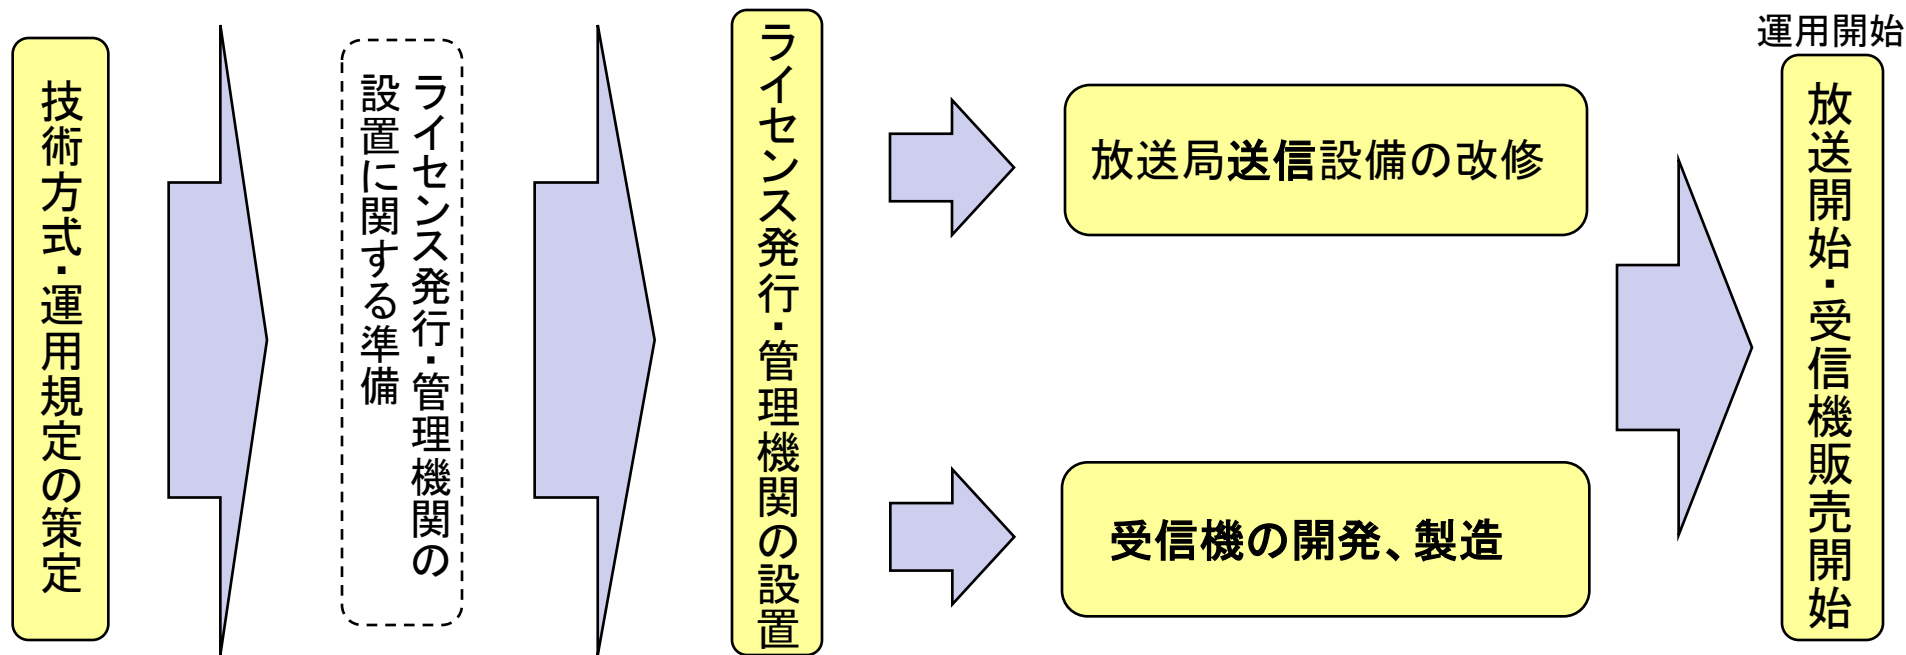 技術方式・運用規定の策定
ライセンス発行・管理機関の
設置に関する準備
ライセンス発行・管理機関の設置
放送局送信設備の改修
受信機の開発、製造
運用開始
放送開始・受信機販売開始